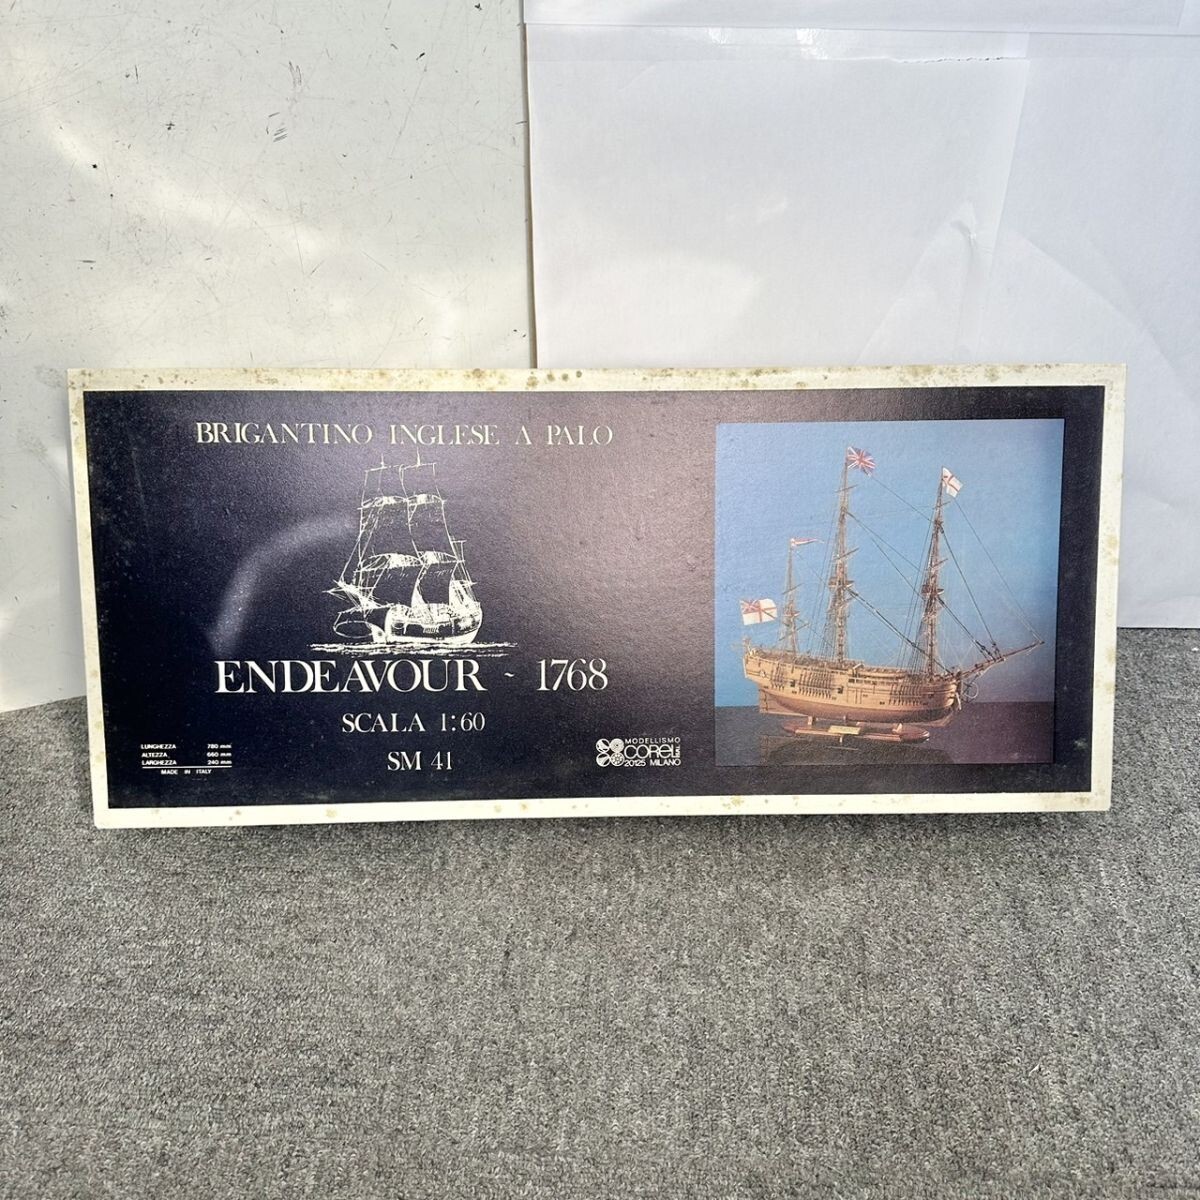 BRIGANTINO INGLESE A PALO
ENDEAVOUR ~ 1768
SCALA 1:60
SM 41
LUNGHEZZA 780 mm
ALTEZZA 660 mm
LARGHEZZA 240 mm
MADE IN ITALY
MODELLISMO
COREL s.r.l.
20125 MILANO